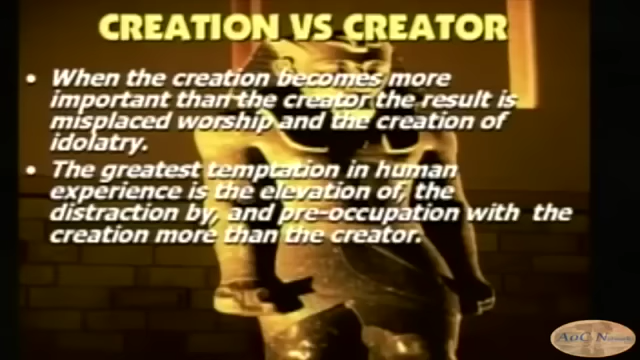 CREATION VS CREATOR
• When the creation becomes more
important than the creator the result is
misplaced worship and the creation of
idolatry.
• The greatest temptation in human
experience is the elevation of, the
distraction by, and pre-occupation with the
creation more than the creator.